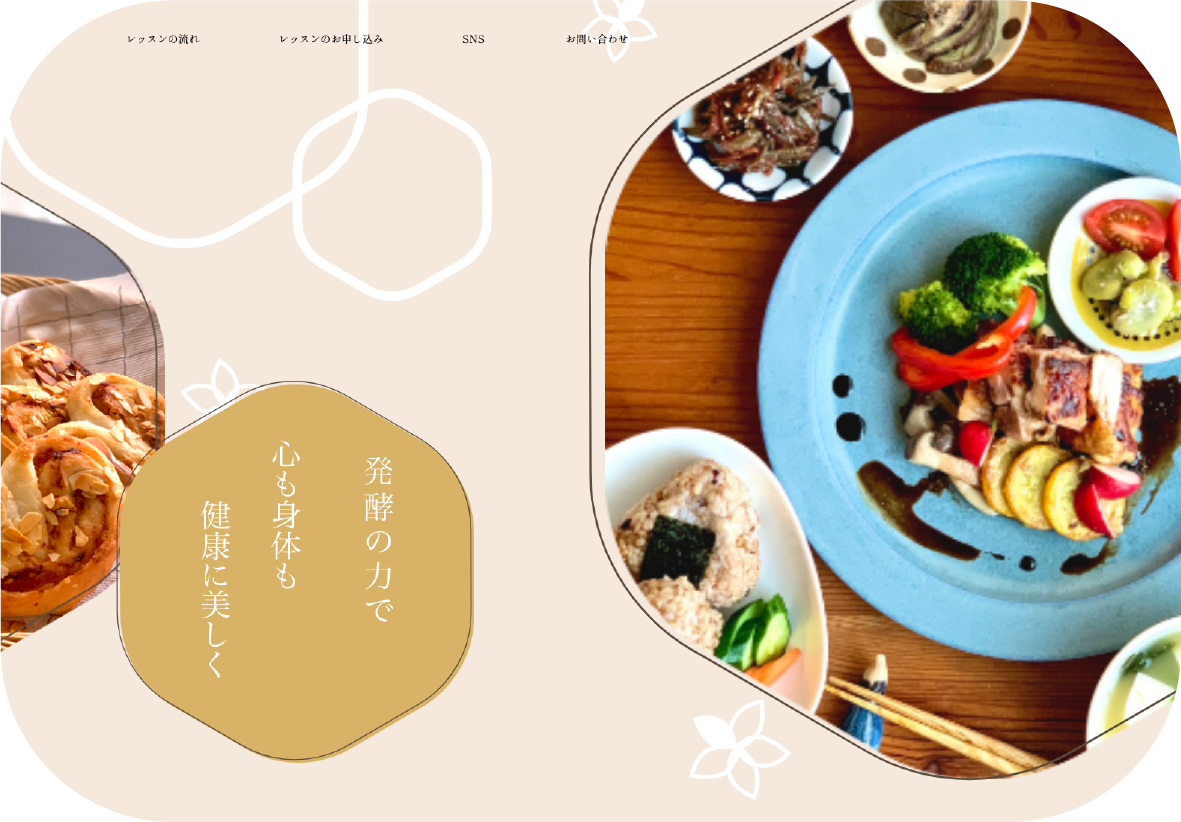 レッスンの流れ
レッスンのお申し込み
SNS
お問い合わせ
発酵の力で
心も身体も
健康に美しく